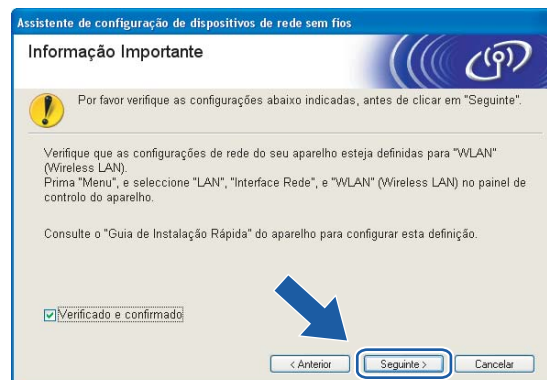 Assistente de configuração de dispositivos de rede sem fios
Informação Importante
Por favor verifique as configurações abaixo indicadas, antes de clicar em "Seguinte".
Verifique que as configurações de rede do seu aparelho esteja definidas para "WLAN"
(Wireless LAN).
Prima "Menu", e seleccione "LAN", "Interface Rede", e "WLAN" (Wireless LAN) no painel de
controlo do aparelho.
Consulte o "Guia de Instalação Rápida" do aparelho para configurar esta definição.
Verificado e confirmado
< Anterior Seguinte > Cancelar